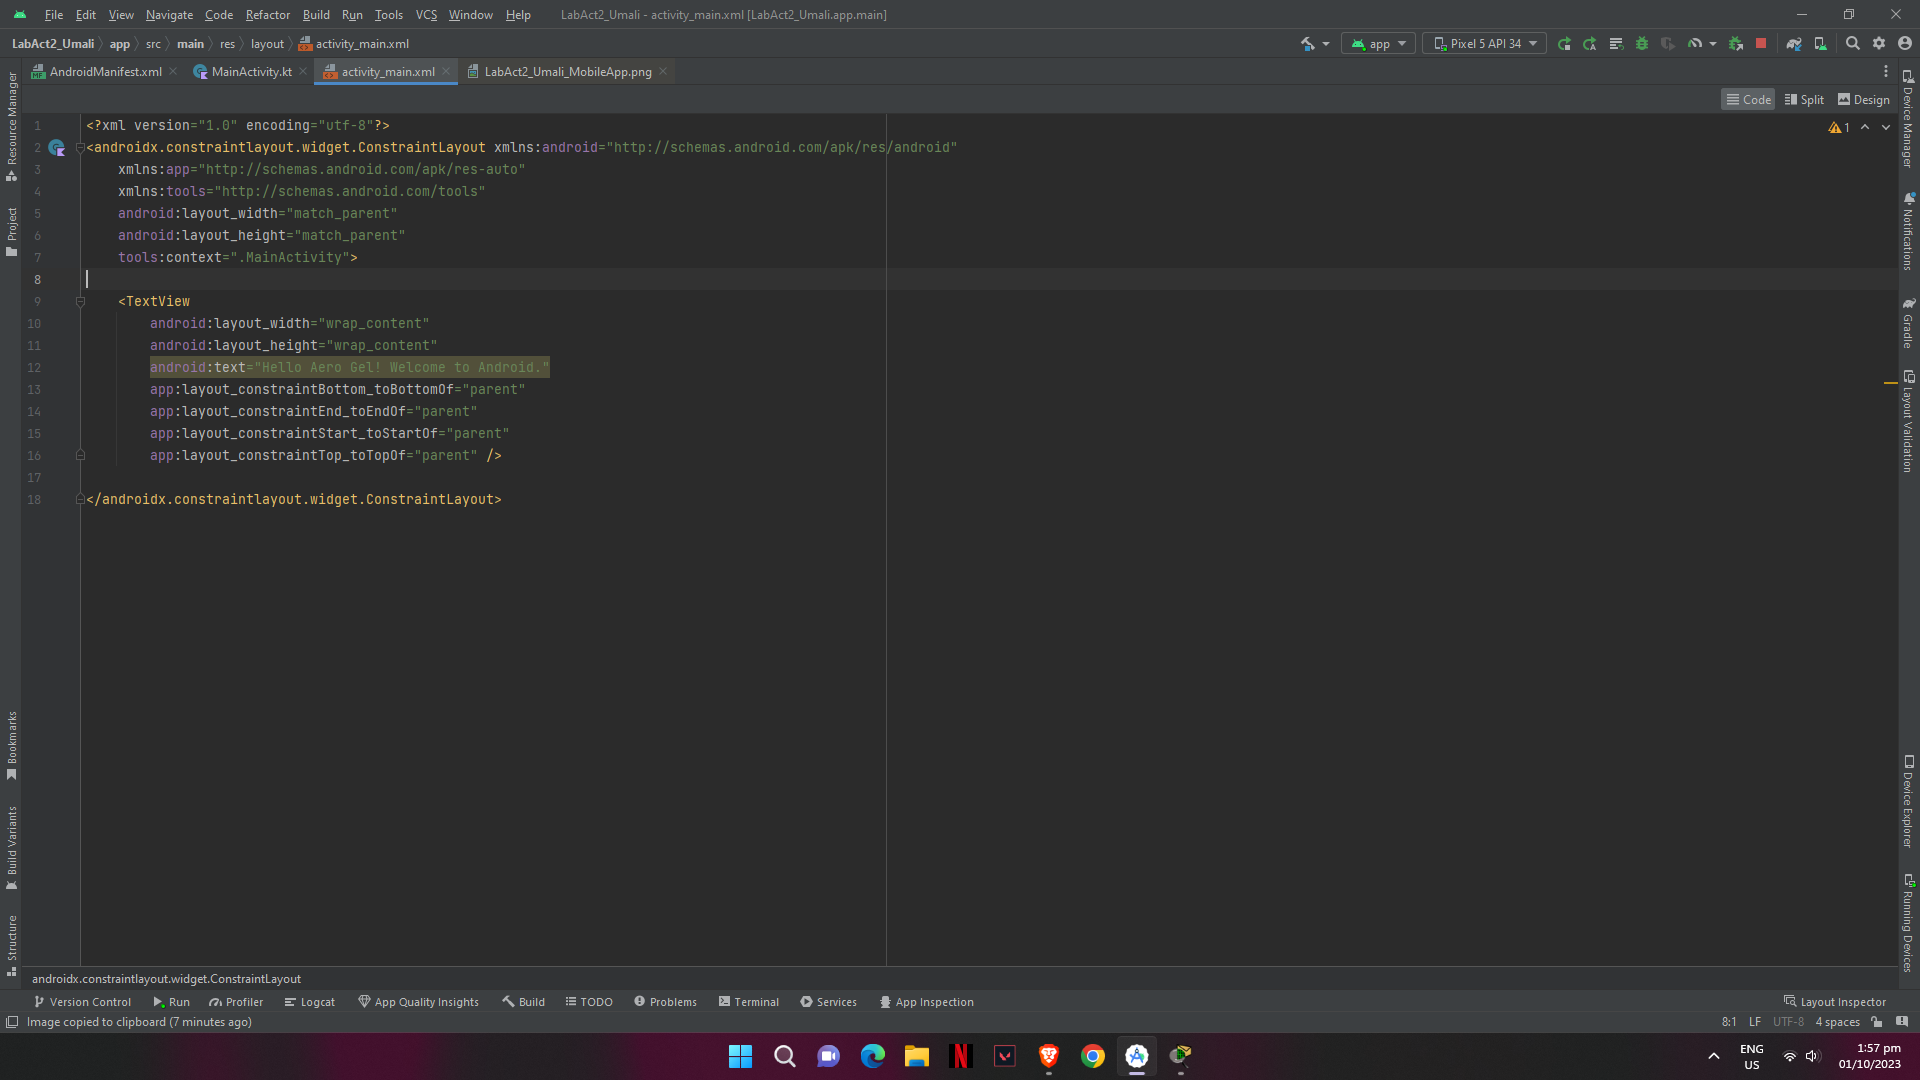 File Edit View Navigate Code Refactor Build Run Tools VCS Window Help LabAct2_Umali - activity_main.xml [LabAct2_Umali.app.main]
LabAct2_Umali app src main res layout activity_main.xml app Pixel 5 API 34
AndroidManifest.xml MainActivity.kt activity_main.xml LabAct2_Umali_MobileApp.png
Code Split Design
1 <?xml version="1.0" encoding="utf-8"?>
2 <androidx.constraintlayout.widget.ConstraintLayout xmlns:android="http://schemas.android.com/apk/res/android"
3 xmlns:app="http://schemas.android.com/apk/res-auto"
4 xmlns:tools="http://schemas.android.com/tools"
5 android:layout_width="match_parent"
6 android:layout_height="match_parent"
7 tools:context=".MainActivity">
8
9 <TextView
10 android:layout_width="wrap_content"
11 android:layout_height="wrap_content"
12 android:text="Hello Aero Gel! Welcome to Android."
13 app:layout_constraintBottom_toBottomOf="parent"
14 app:layout_constraintEnd_toEndOf="parent"
15 app:layout_constraintStart_toStartOf="parent"
16 app:layout_constraintTop_toTopOf="parent" />
17
18 </androidx.constraintlayout.widget.ConstraintLayout>
1
Resource Manager
Project
Bookmarks
Build Variants
Structure
Device Manager
Notifications
Gradle
Layout Validation
Device Explorer
Running Devices
androidx.constraintlayout.widget.ConstraintLayout
Version Control Run Profiler Logcat App Quality Insights Build TODO Problems Terminal Services App Inspection Layout Inspector
Image copied to clipboard (7 minutes ago) 8:1 LF UTF-8 4 spaces
ENG
US
1:57 pm
01/10/2023